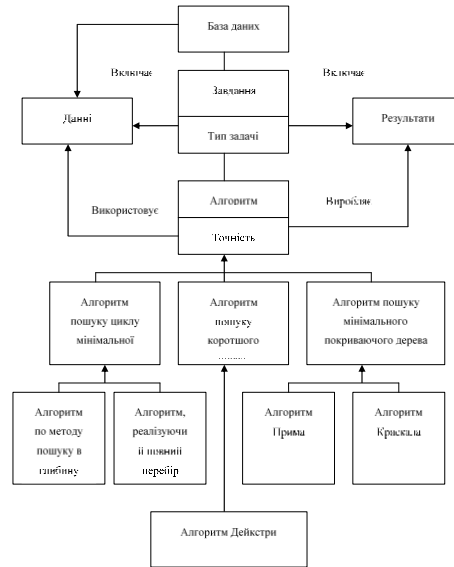 База даних
Включає
Включає
Завдання
Данні
Тип задачі
Результати
Алгоритм
Використовує
Виробляє
Точність
Алгоритм
пошуку циклу
мінімальної
Алгоритм
пошуку
коротшого
Алгоритм пошуку
мінімального
покриваючого дерева
Алгоритм
по методу
пошуку в
глибину
Алгоритм,
реалізуючи
й повний
перебір
Алгоритм
Прима
Алгоритм
Краскала
Алгоритм Дейкстри